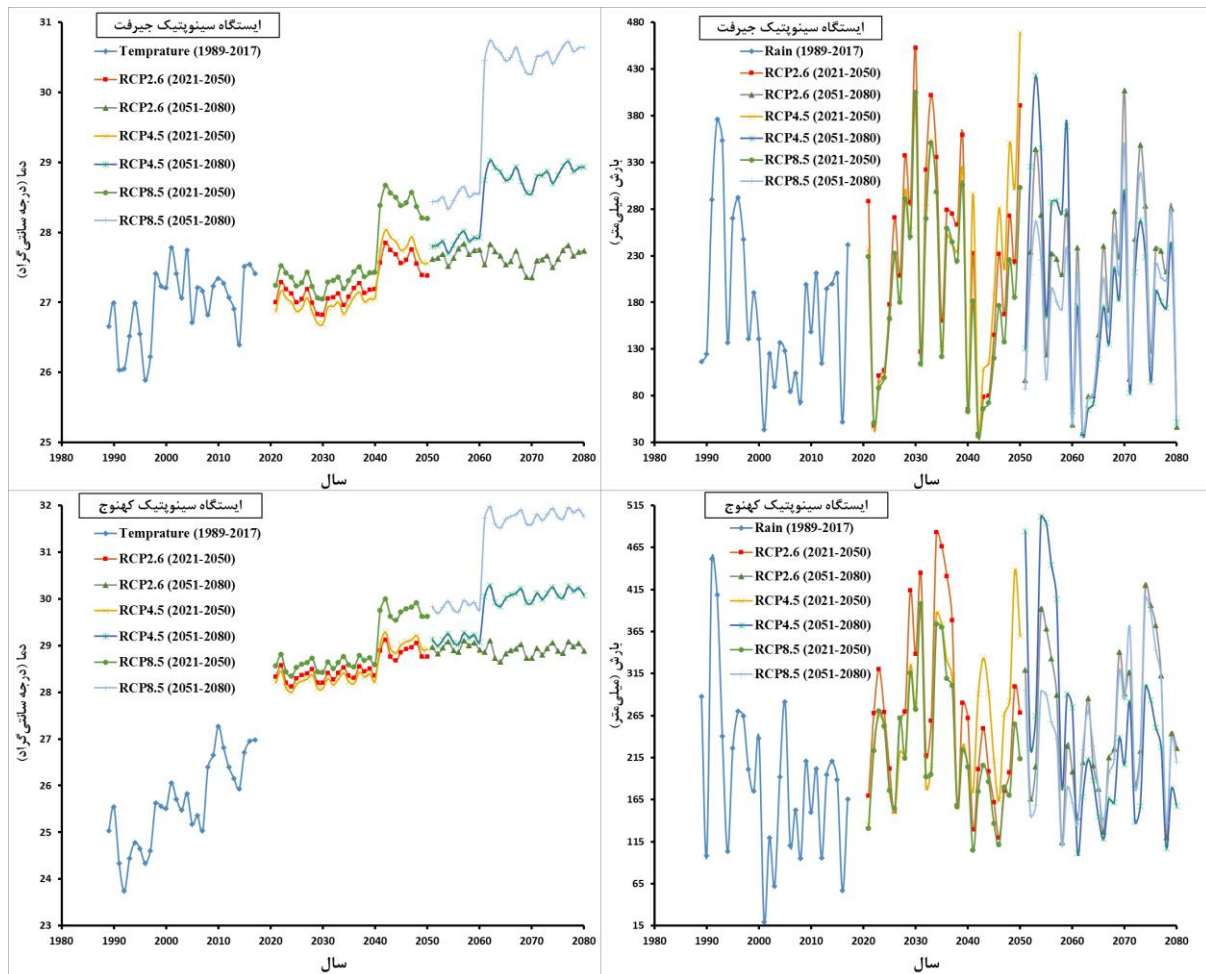 ایستگاه سینوپتیک جیرفت
Temprature (1989-2017)
RCP2.6 (2021-2050)
RCP2.6 (2051-2080)
RCP4.5 (2021-2050)
RCP4.5 (2051-2080)
RCP8.5 (2021-2050)
RCP8.5 (2051-2080)
دما (درجه سانتی‌گراد)
31
30
29
28
27
26
25
1980 1990 2000 2010 2020 2030 2040 2050 2060 2070 2080
سال
ایستگاه سینوپتیک جیرفت
Rain (1989-2017)
RCP2.6 (2021-2050)
RCP2.6 (2051-2080)
RCP4.5 (2021-2050)
RCP4.5 (2051-2080)
RCP8.5 (2021-2050)
RCP8.5 (2051-2080)
بارش (میلی‌متر)
480
430
380
330
280
230
180
130
80
30
1980 1990 2000 2010 2020 2030 2040 2050 2060 2070 2080
سال
ایستگاه سینوپتیک کهنوج
Temprature (1989-2017)
RCP2.6 (2021-2050)
RCP2.6 (2051-2080)
RCP4.5 (2021-2050)
RCP4.5 (2051-2080)
RCP8.5 (2021-2050)
RCP8.5 (2051-2080)
دما (درجه سانتی‌گراد)
32
31
30
29
28
27
26
25
24
23
1980 1990 2000 2010 2020 2030 2040 2050 2060 2070 2080
سال
ایستگاه سینوپتیک کهنوج
Rain (1989-2017)
RCP2.6 (2021-2050)
RCP2.6 (2051-2080)
RCP4.5 (2021-2050)
RCP4.5 (2051-2080)
RCP8.5 (2021-2050)
RCP8.5 (2051-2080)
بارش (میلی‌متر)
515
465
415
365
315
265
215
165
115
65
15
1980 1990 2000 2010 2020 2030 2040 2050 2060 2070 2080
سال